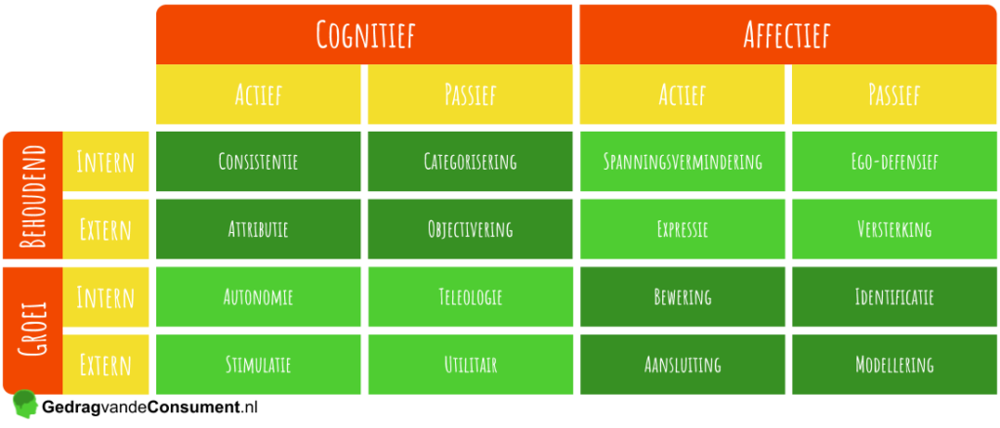 Cognitief Affectief
Actief Passief Actief Passief
Behoudend
Intern Consistentie Categorisering Spanningsvermindering Ego-defensief
Extern Attributie Objectivering Expressie Versterking
Groei
Intern Autonomie Teleologie Bewering Identificatie
Extern Stimulatie Utilitair Aansluiting Modellering
GedragvandeConsument.nl